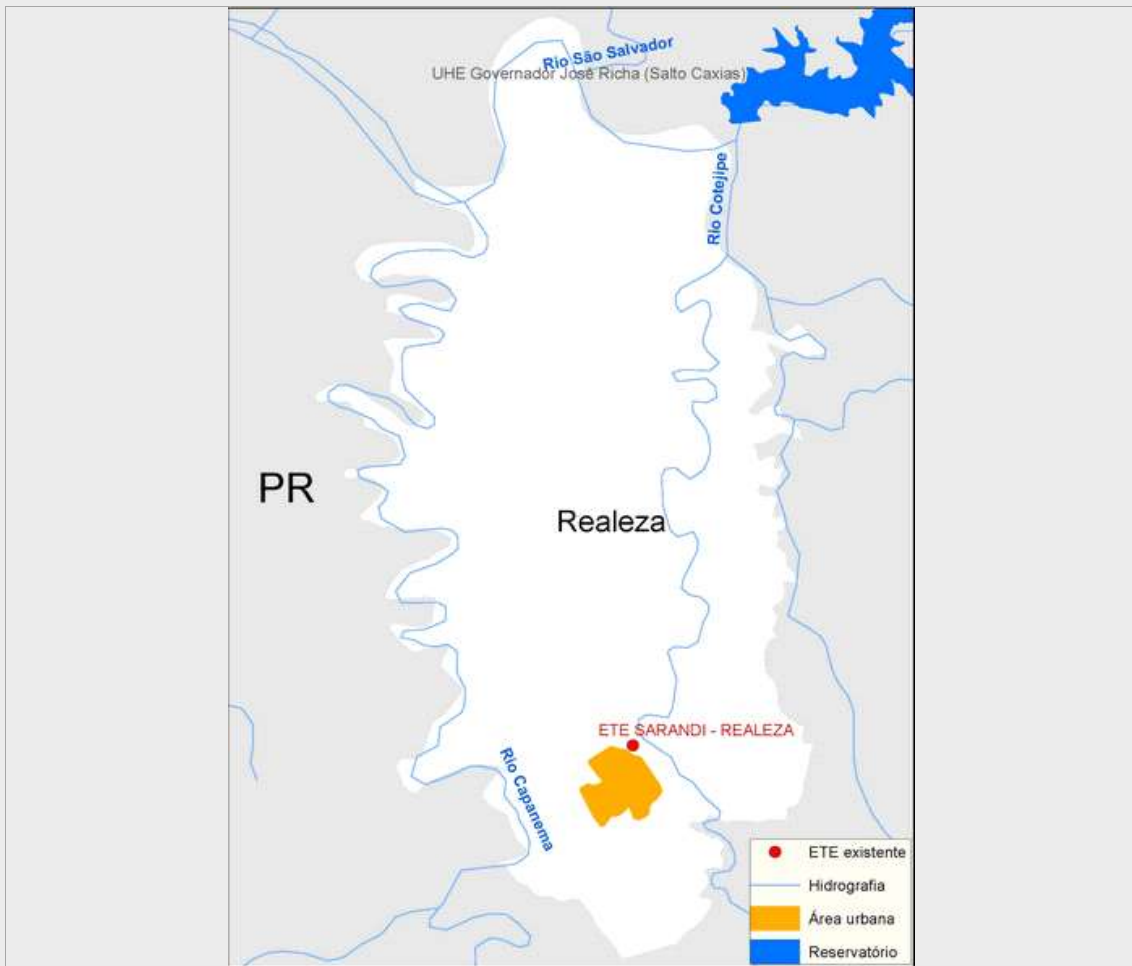 Rio São Salvador
UHE Governador José Richa (Salto Caxias)
Rio Cotejipe
PR
Realeza
ETE SARANDI - REALEZA
Rio Capanema
ETE existente
Hidrografia
Área urbana
Reservatório